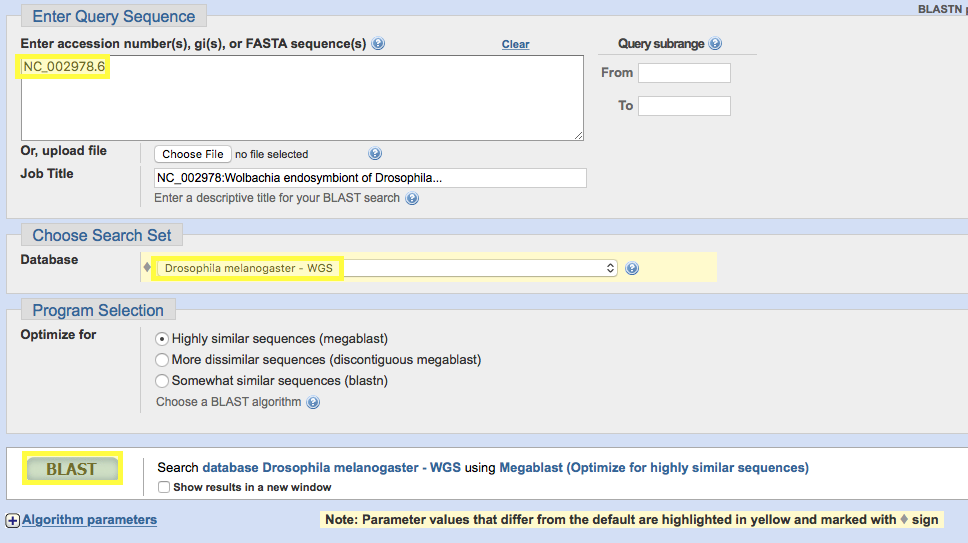 BLASTN
Enter Query Sequence
Enter accession number(s), gi(s), or FASTA sequence(s)
Clear
Query subrange
NC_002978.6
From
To
Or, upload file
Choose File no file selected
Job Title
NC_002978:Wolbachia endosymbiont of Drosophila...
Enter a descriptive title for your BLAST search
Choose Search Set
Database
Drosophila melanogaster - WGS
Program Selection
Optimize for
Highly similar sequences (megablast)
More dissimilar sequences (discontiguous megablast)
Somewhat similar sequences (blastn)
Choose a BLAST algorithm
BLAST
Search database Drosophila melanogaster - WGS using Megablast (Optimize for highly similar sequences)
Show results in a new window
Algorithm parameters
Note: Parameter values that differ from the default are highlighted in yellow and marked with ♦ sign